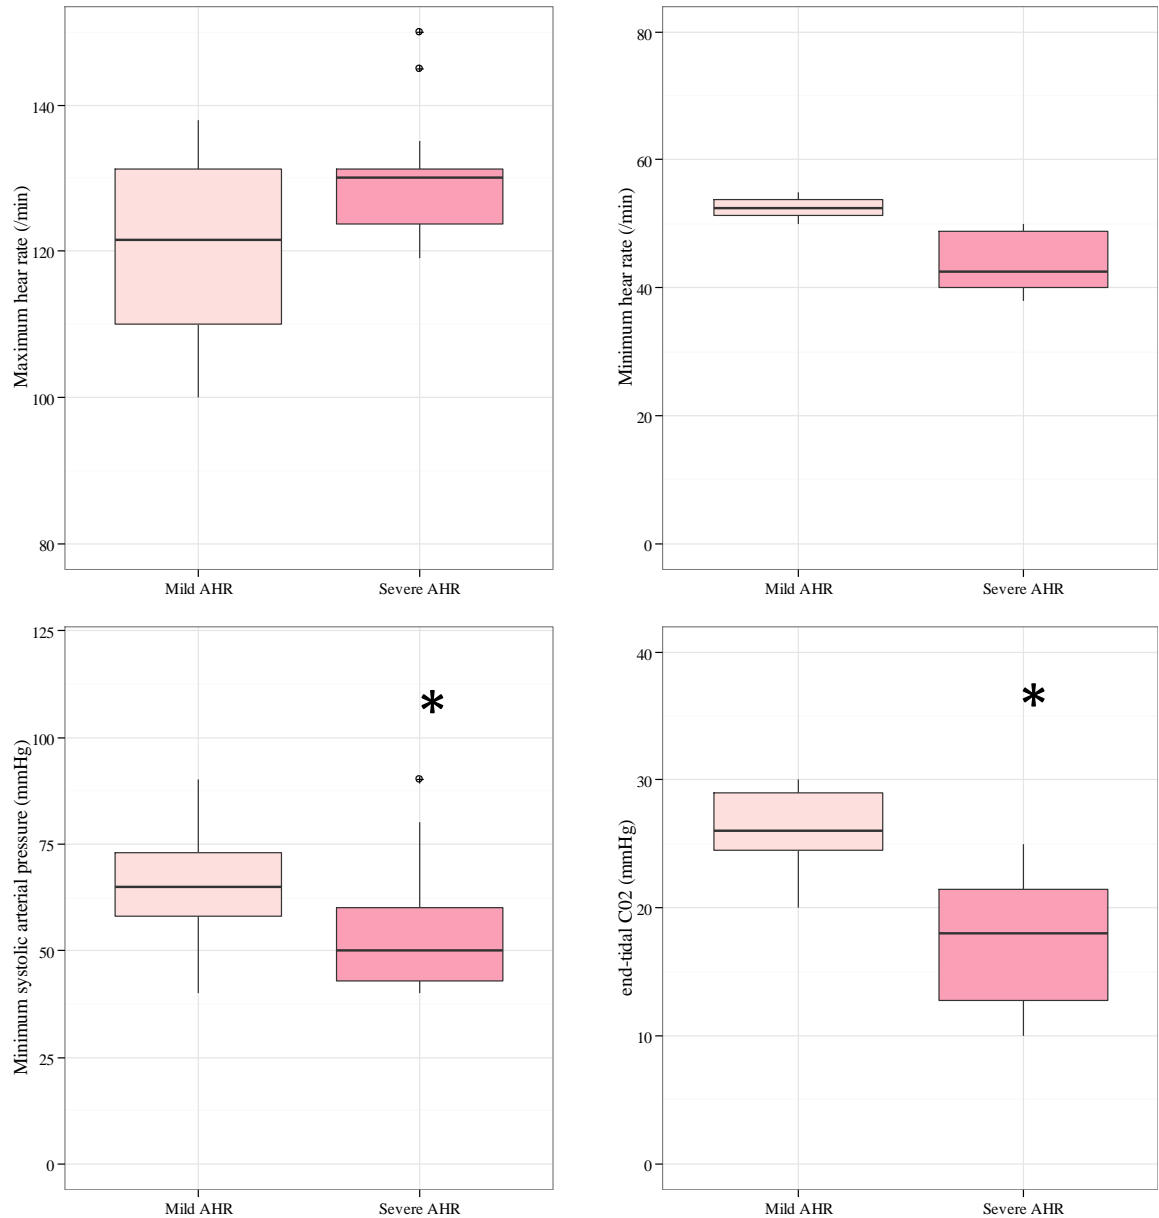 Maximum hear rate (/min)
140
120
100
80
Mild AHR
Severe AHR
Minimum hear rate (/min)
80
60
40
20
0
Mild AHR
Severe AHR
Minimum systolic arterial pressure (mmHg)
125
100
75
50
25
0
*
Mild AHR
Severe AHR
end-tidal C02 (mmHg)
40
30
20
10
0
*
Mild AHR
Severe AHR